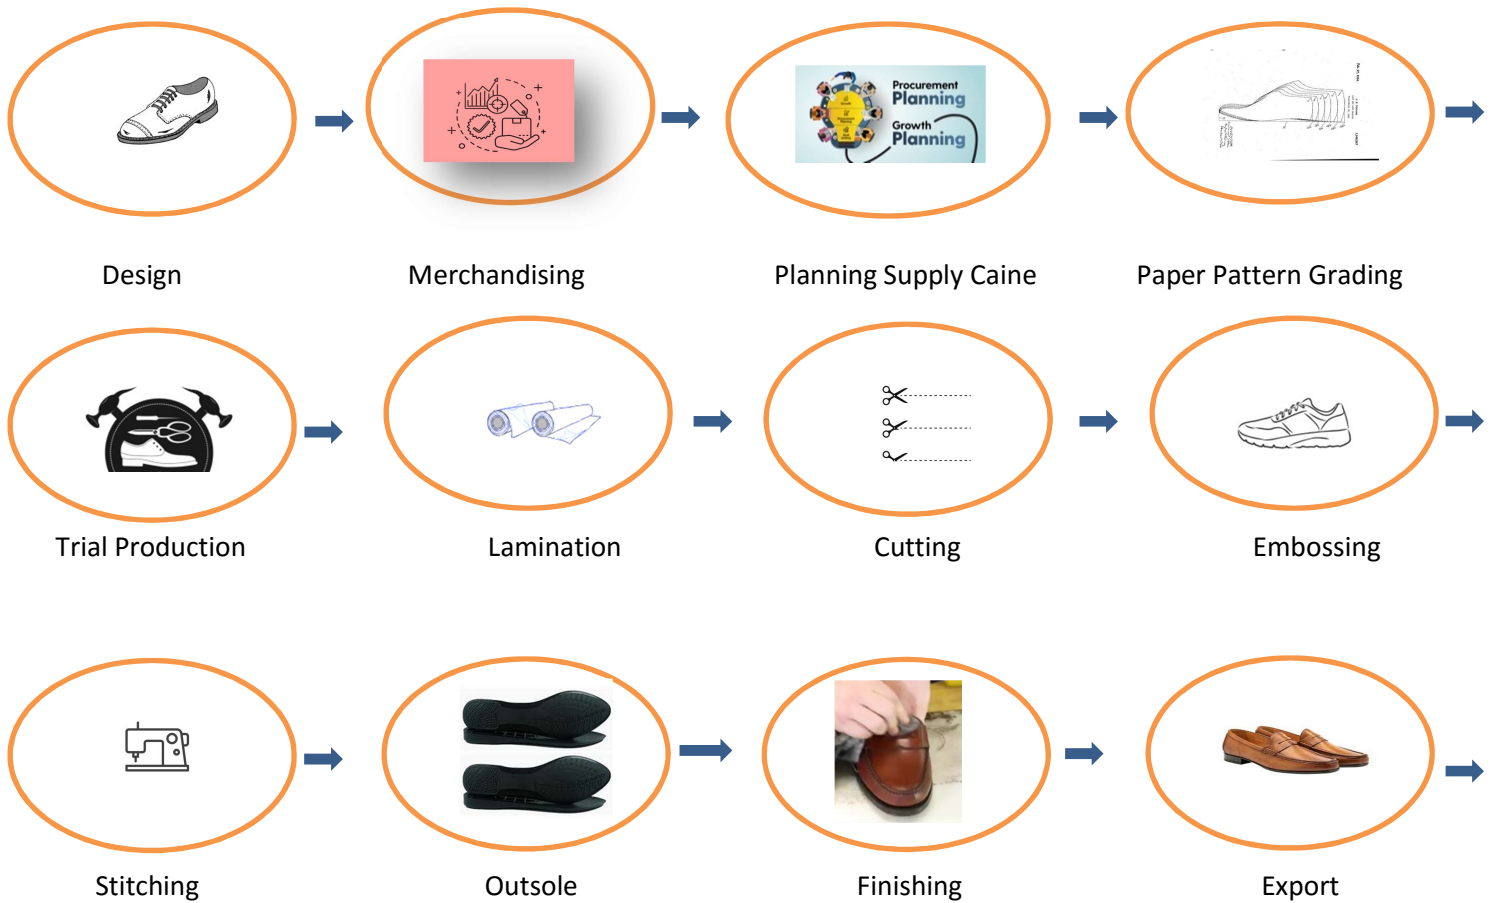 Procurement
Planning
Growth
Planning
Design
Merchandising
Planning Supply Caine
Paper Pattern Grading
Trial Production
Lamination
Cutting
Embossing
Stitching
Outsole
Finishing
Export